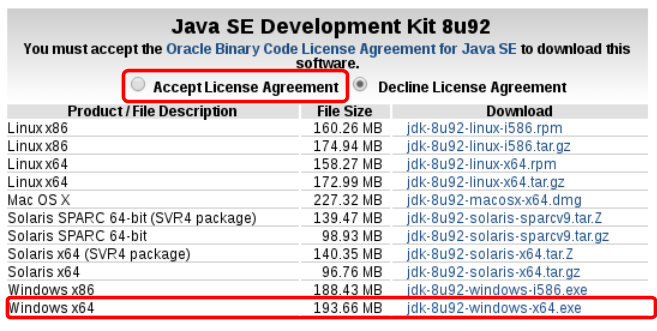 Java SE Development Kit 8u92
You must accept the Oracle Binary Code License Agreement for Java SE to download this
software.
Accept License Agreement Decline License Agreement
Product / File Description File Size Download
Linux x86 160.26 MB jdk-8u92-linux-i586.rpm
Linux x86 174.94 MB jdk-8u92-linux-i586.tar.gz
Linux x64 158.27 MB jdk-8u92-linux-x64.rpm
Linux x64 172.99 MB jdk-8u92-linux-x64.tar.gz
Mac OS X 227.32 MB jdk-8u92-macosx-x64.dmg
Solaris SPARC 64-bit (SVR4 package) 139.47 MB jdk-8u92-solaris-sparcv9.tar.Z
Solaris SPARC 64-bit 98.93 MB jdk-8u92-solaris-sparcv9.tar.gz
Solaris x64 (SVR4 package) 140.35 MB jdk-8u92-solaris-x64.tar.Z
Solaris x64 96.76 MB jdk-8u92-solaris-x64.tar.gz
Windows x86 188.43 MB jdk-8u92-windows-i586.exe
Windows x64 193.66 MB jdk-8u92-windows-x64.exe